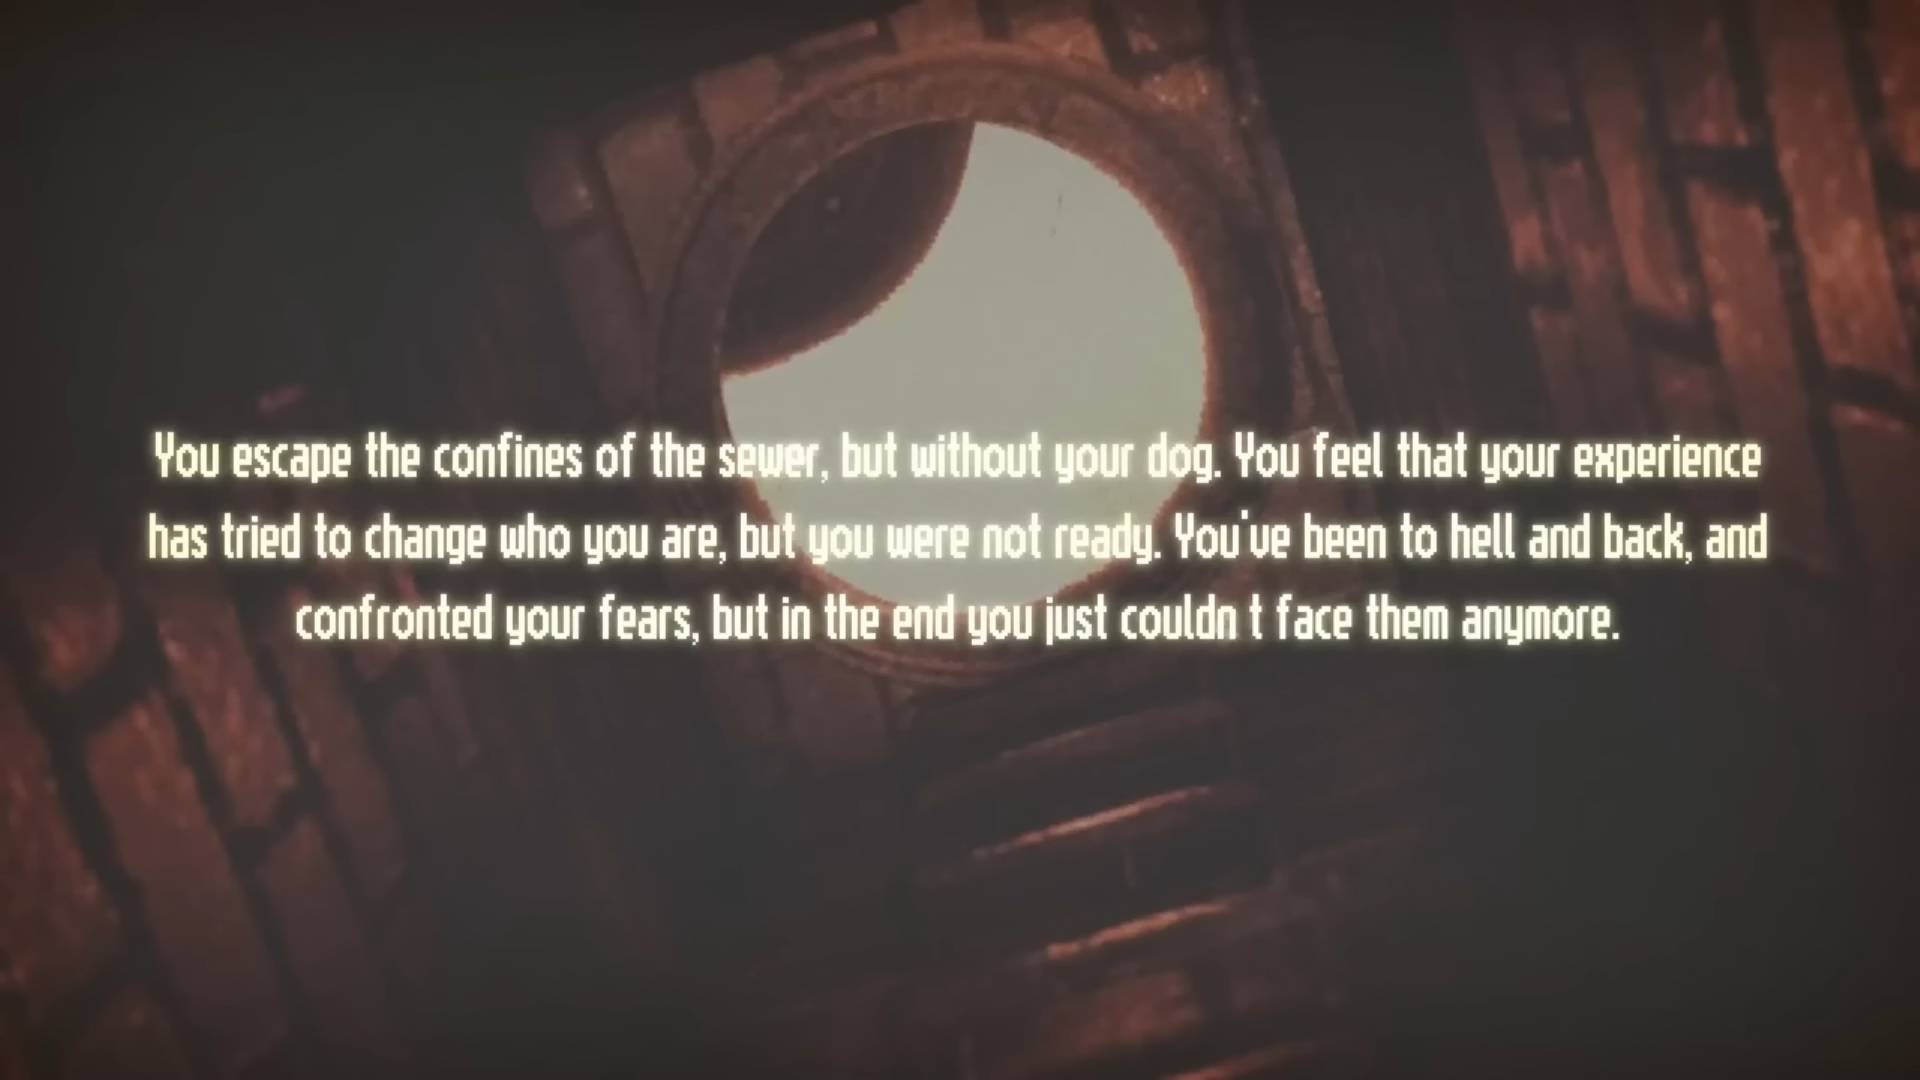 You escape the confines of the sewer, but without your dog. You feel that your experience
has tried to change who you are, but you were not ready. You've been to hell and back, and
confronted your fears, but in the end you just couldn t face them anymore.